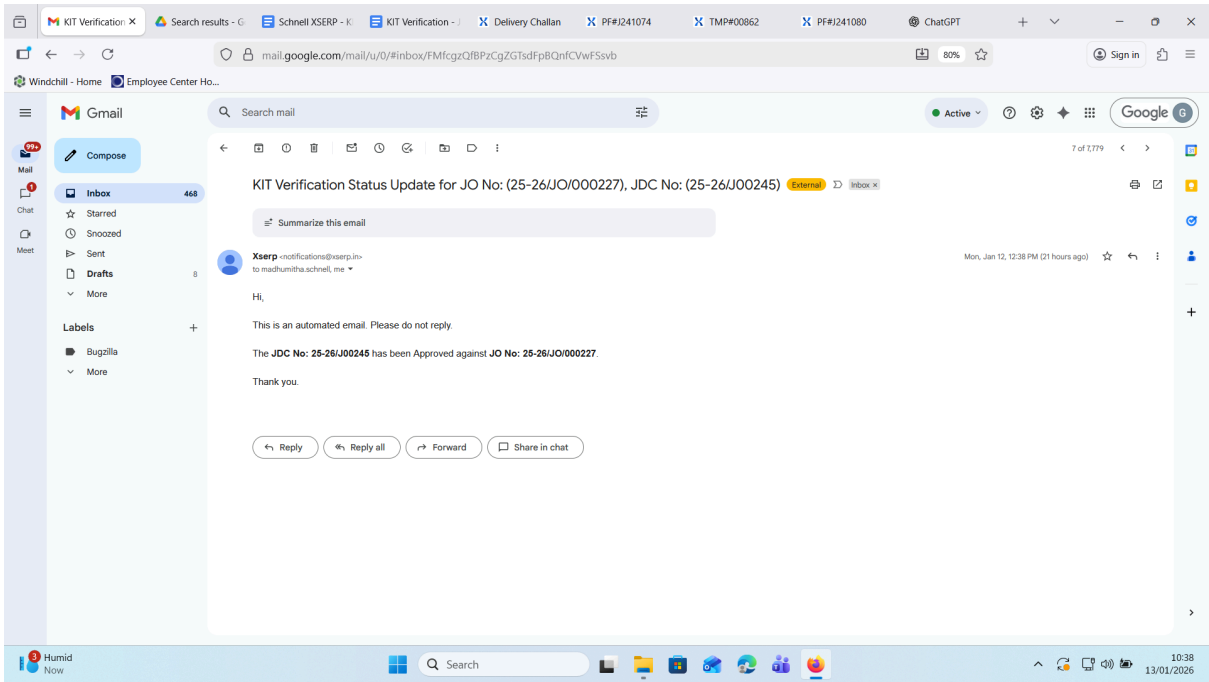 KIT Verification
Search results - G
Schnell XSERP - K
KIT Verification - J
Delivery Challan
PF#J241074
TMP#00862
PF#J241080
ChatGPT
mail.google.com/mail/u/0/#inbox/FMfcgzQfBPzCgZGTsdFpBQnfCVwFSsvb
80%
Sign in
Windchill - Home
Employee Center Ho...
Gmail
Search mail
Active
Google
G
99+
Mail
1
Chat
Meet
Compose
Inbox 468
Starred
Snoozed
Sent
Drafts 8
More
Labels +
Bugzilla
More
7 of 7,779
KIT Verification Status Update for JO No: (25-26/JO/000227), JDC No: (25-26/J00245) External Inbox ×
Summarize this email
Xserp <notifications@xserp.in>
Mon, Jan 12, 12:38 PM (21 hours ago)
to madhumitha.schnell, me
Hi,
This is an automated email. Please do not reply.
The JDC No: 25-26/J00245 has been Approved against JO No: 25-26/JO/000227.
Thank you.
Reply
Reply all
Forward
Share in chat
3
Humid
Now
Search
10:38
13/01/2026